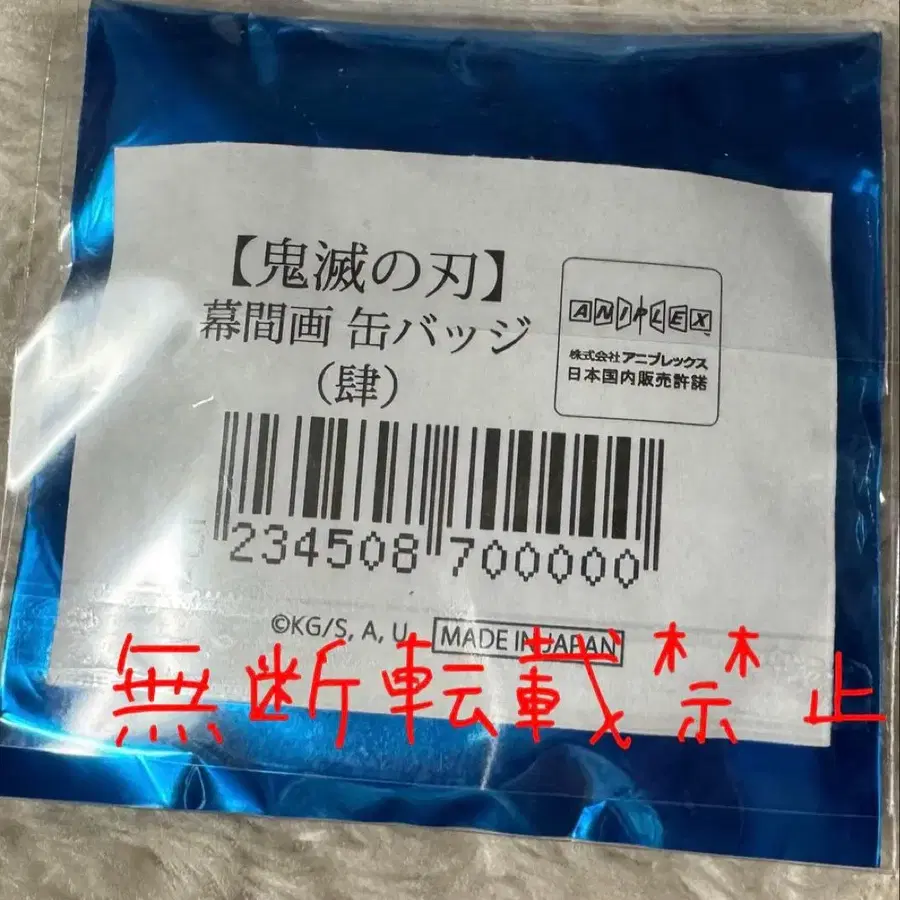 【鬼滅の刃】
幕間画 缶バッジ
（肆）
ANIPLEX
株式会社 アニプレックス
日本国内販売許諾
5 234508 700000
©KG/S, A, U. MADE IN JAPAN
無断転載禁止